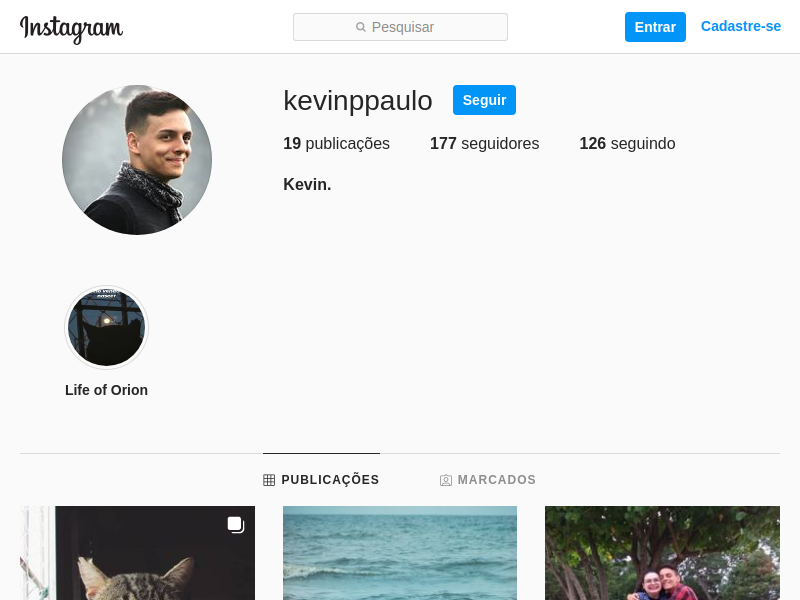 Instagram
Pesquisar
Entrar
Cadastre-se
kevinppaulo
Seguir
19 publicações
177 seguidores
126 seguindo
Kevin.
Life of Orion
PUBLICAÇÕES
MARCADOS